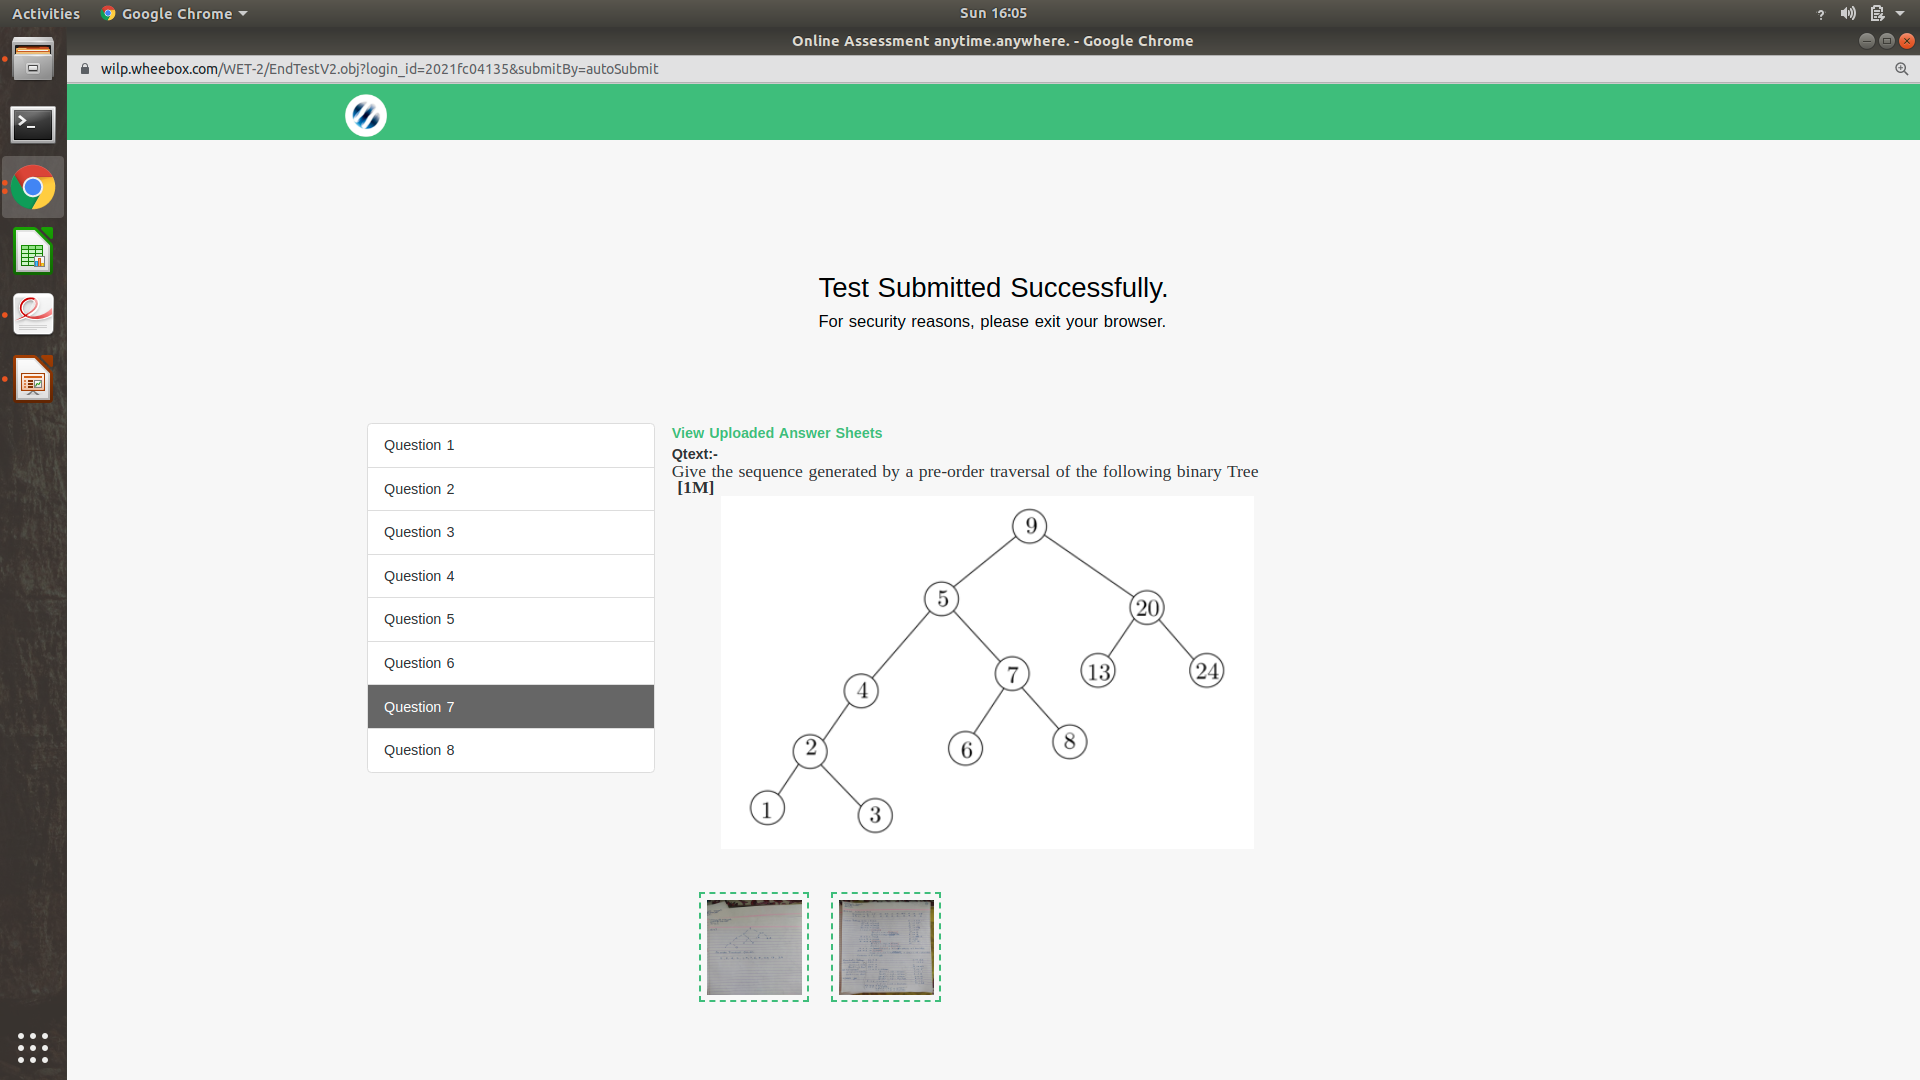 Activities Google Chrome Sun 16:05
Online Assessment anytime.anywhere. - Google Chrome
wilp.wheebox.com/WET-2/EndTestV2.obj?login_id=2021fc04135&submitBy=autoSubmit
Test Submitted Successfully.
For security reasons, please exit your browser.
Question 1
Question 2
Question 3
Question 4
Question 5
Question 6
Question 7
Question 8
View Uploaded Answer Sheets
Qtext:-
Give the sequence generated by a pre-order traversal of the following binary Tree
[1M]
9
5
20
4
7
13
24
2
6
8
1
3